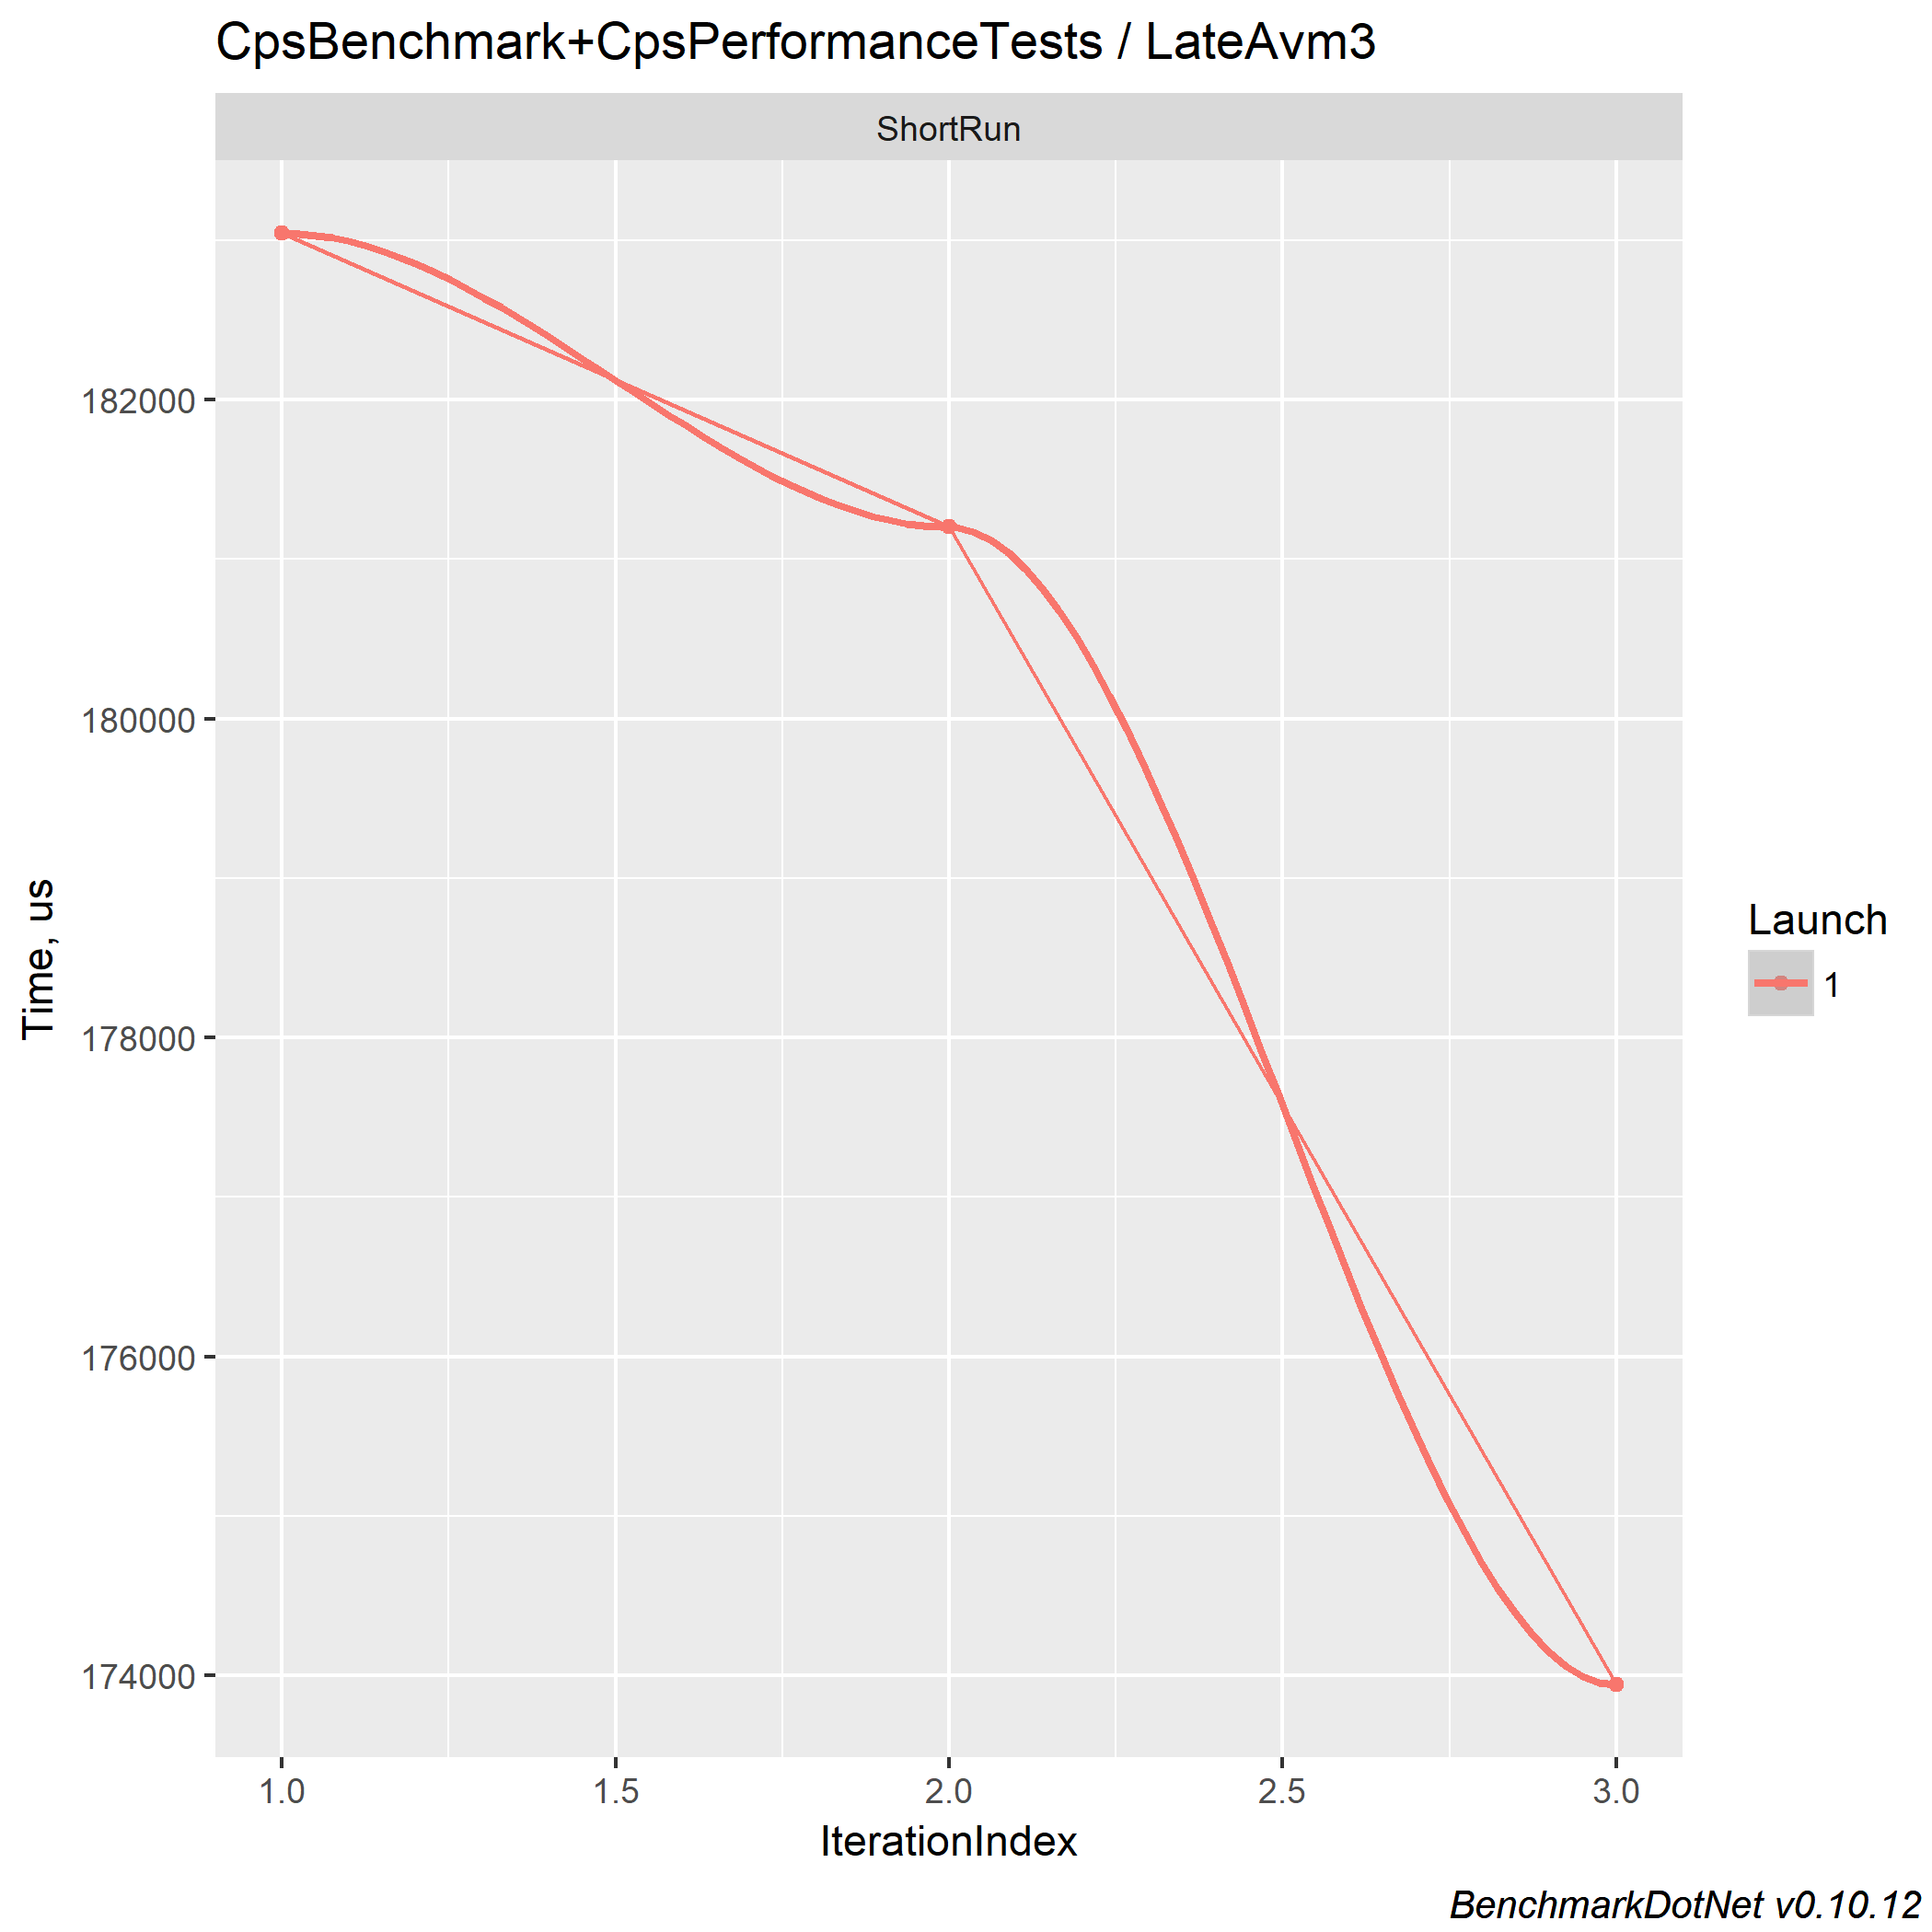 CpsBenchmark+CpsPerformanceTests / LateAvm3
ShortRun
182000
180000
178000
176000
174000
Time, us
1.0 1.5 2.0 2.5 3.0
IterationIndex
Launch
1
BenchmarkDotNet v0.10.12